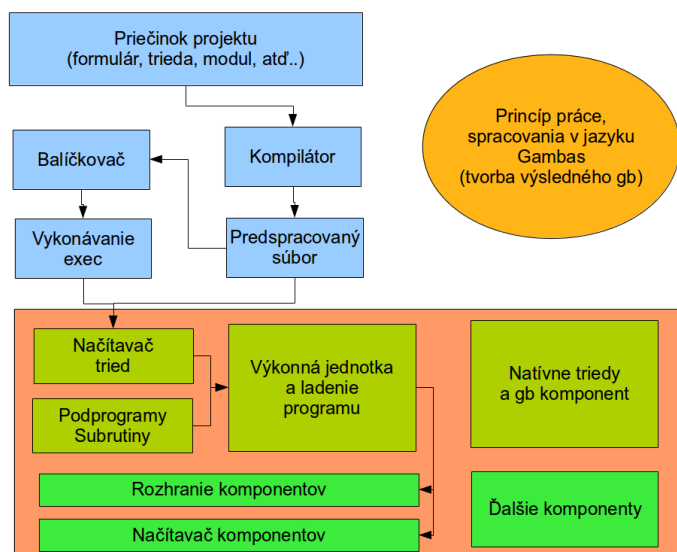 Priečinok projektu
(formulár, trieda, modul, atď..)
Princíp práce,
spracovania v jazyku
Gambas
(tvorba výsledného gb)
Balíčkovač
Kompilátor
Vykonávanie
exec
Predspracovaný
súbor
Načítavač
tried
Výkonná jednotka
a ladenie
programu
Natívne triedy
a gb komponent
Podprogramy
Subrutiny
Rozhranie komponentov
Ďalšie komponenty
Načítavač komponentov